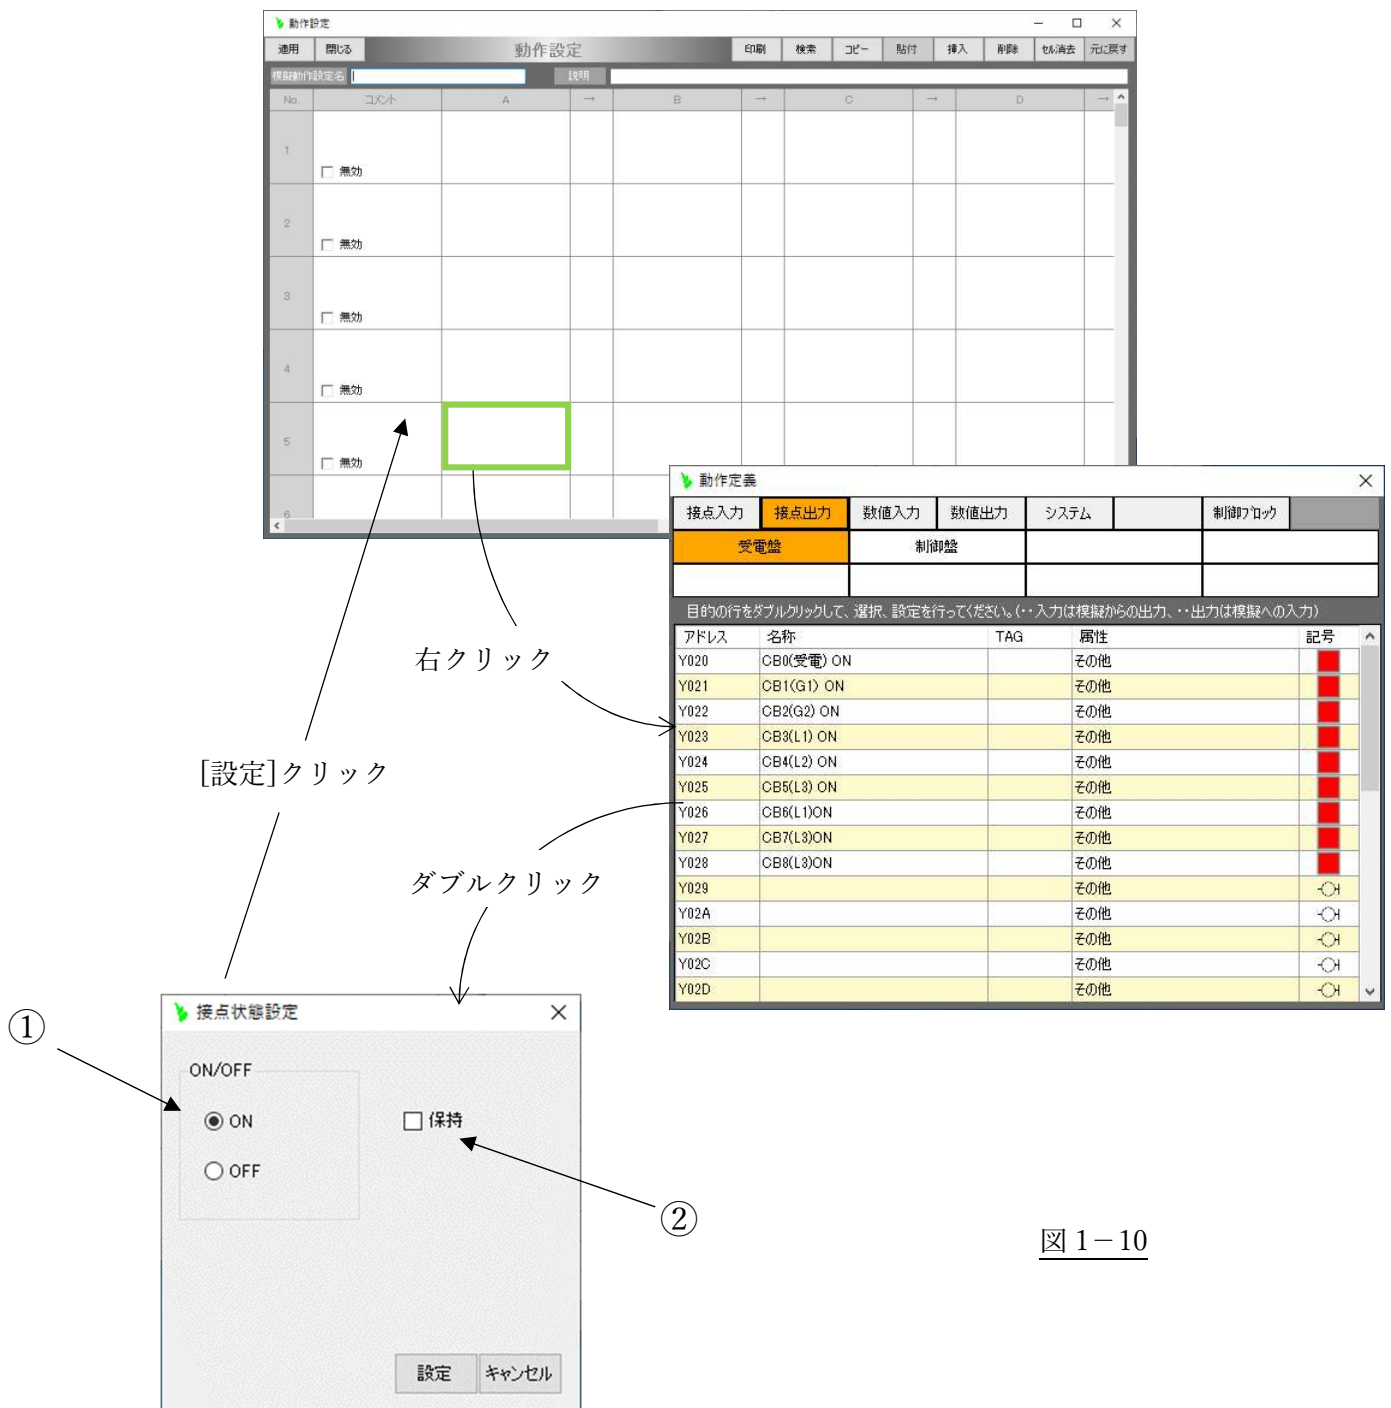 動作設定
適用 閉じる 動作設定 印刷 検索 コピー 貼付 挿入 削除 セル消去 元に戻す
模擬動作設定名 説明
No. コメント A → B → C → D →
1
無効
2
無効
3
無効
4
無効
5
無効
6
動作定義
接点入力 接点出力 数値入力 数値出力 システム 制御ブロック
受電盤 制御盤
目的の行をダブルクリックして、選択、設定を行ってください。(・・入力は模擬からの出力、・・出力は模擬への入力)
アドレス 名称 TAG 属性 記号
Y020 CB0(受電) ON その他
Y021 CB1(G1) ON その他
Y022 CB2(G2) ON その他
Y023 CB3(L1) ON その他
Y024 CB4(L2) ON その他
Y025 CB5(L3) ON その他
Y026 CB6(L1)ON その他
Y027 CB7(L3)ON その他
Y028 CB8(L3)ON その他
Y029 その他
Y02A その他
Y02B その他
Y02C その他
Y02D その他
右クリック
[設定]クリック
ダブルクリック
接点状態設定
①
ON/OFF
ON 保持
OFF
②
設定 キャンセル
図 1－10